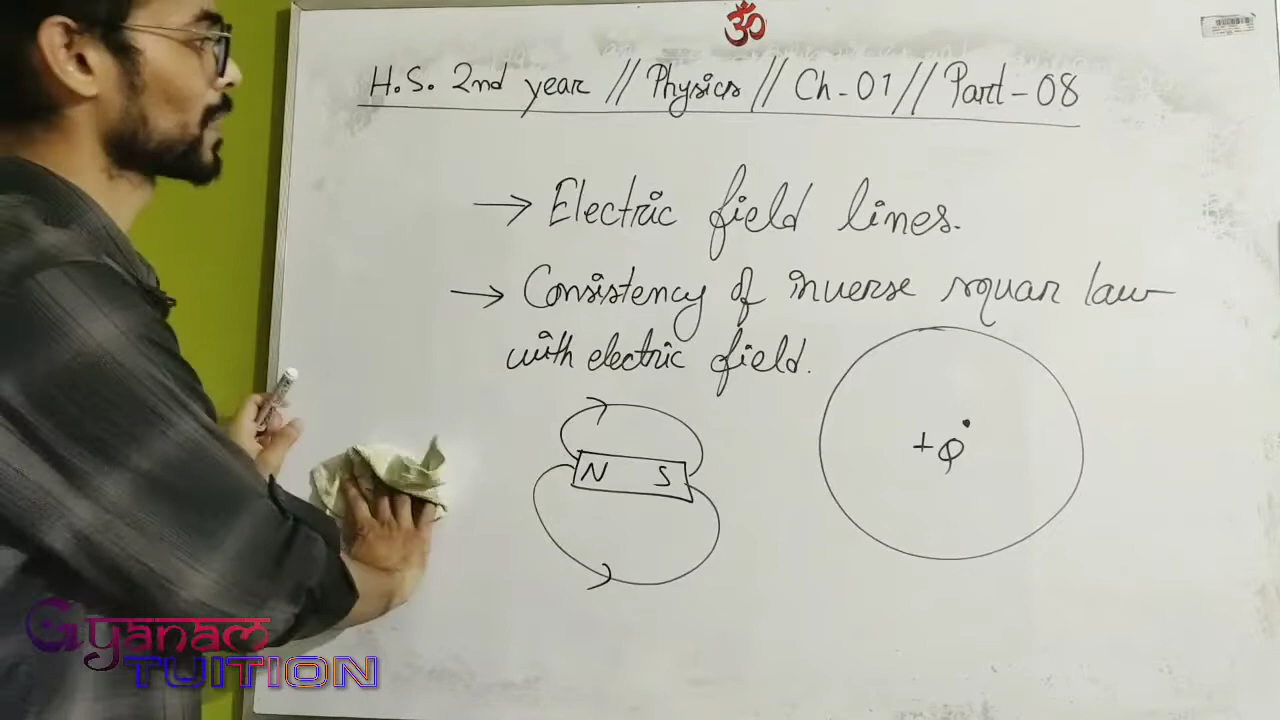 ॐ
H.S. 2nd year // Physics // Ch-01 // Part-08
→ Electric field lines.
→ Consistency of inverse squar law
with electric field.
N S
+Q
Gyanam
TUITION